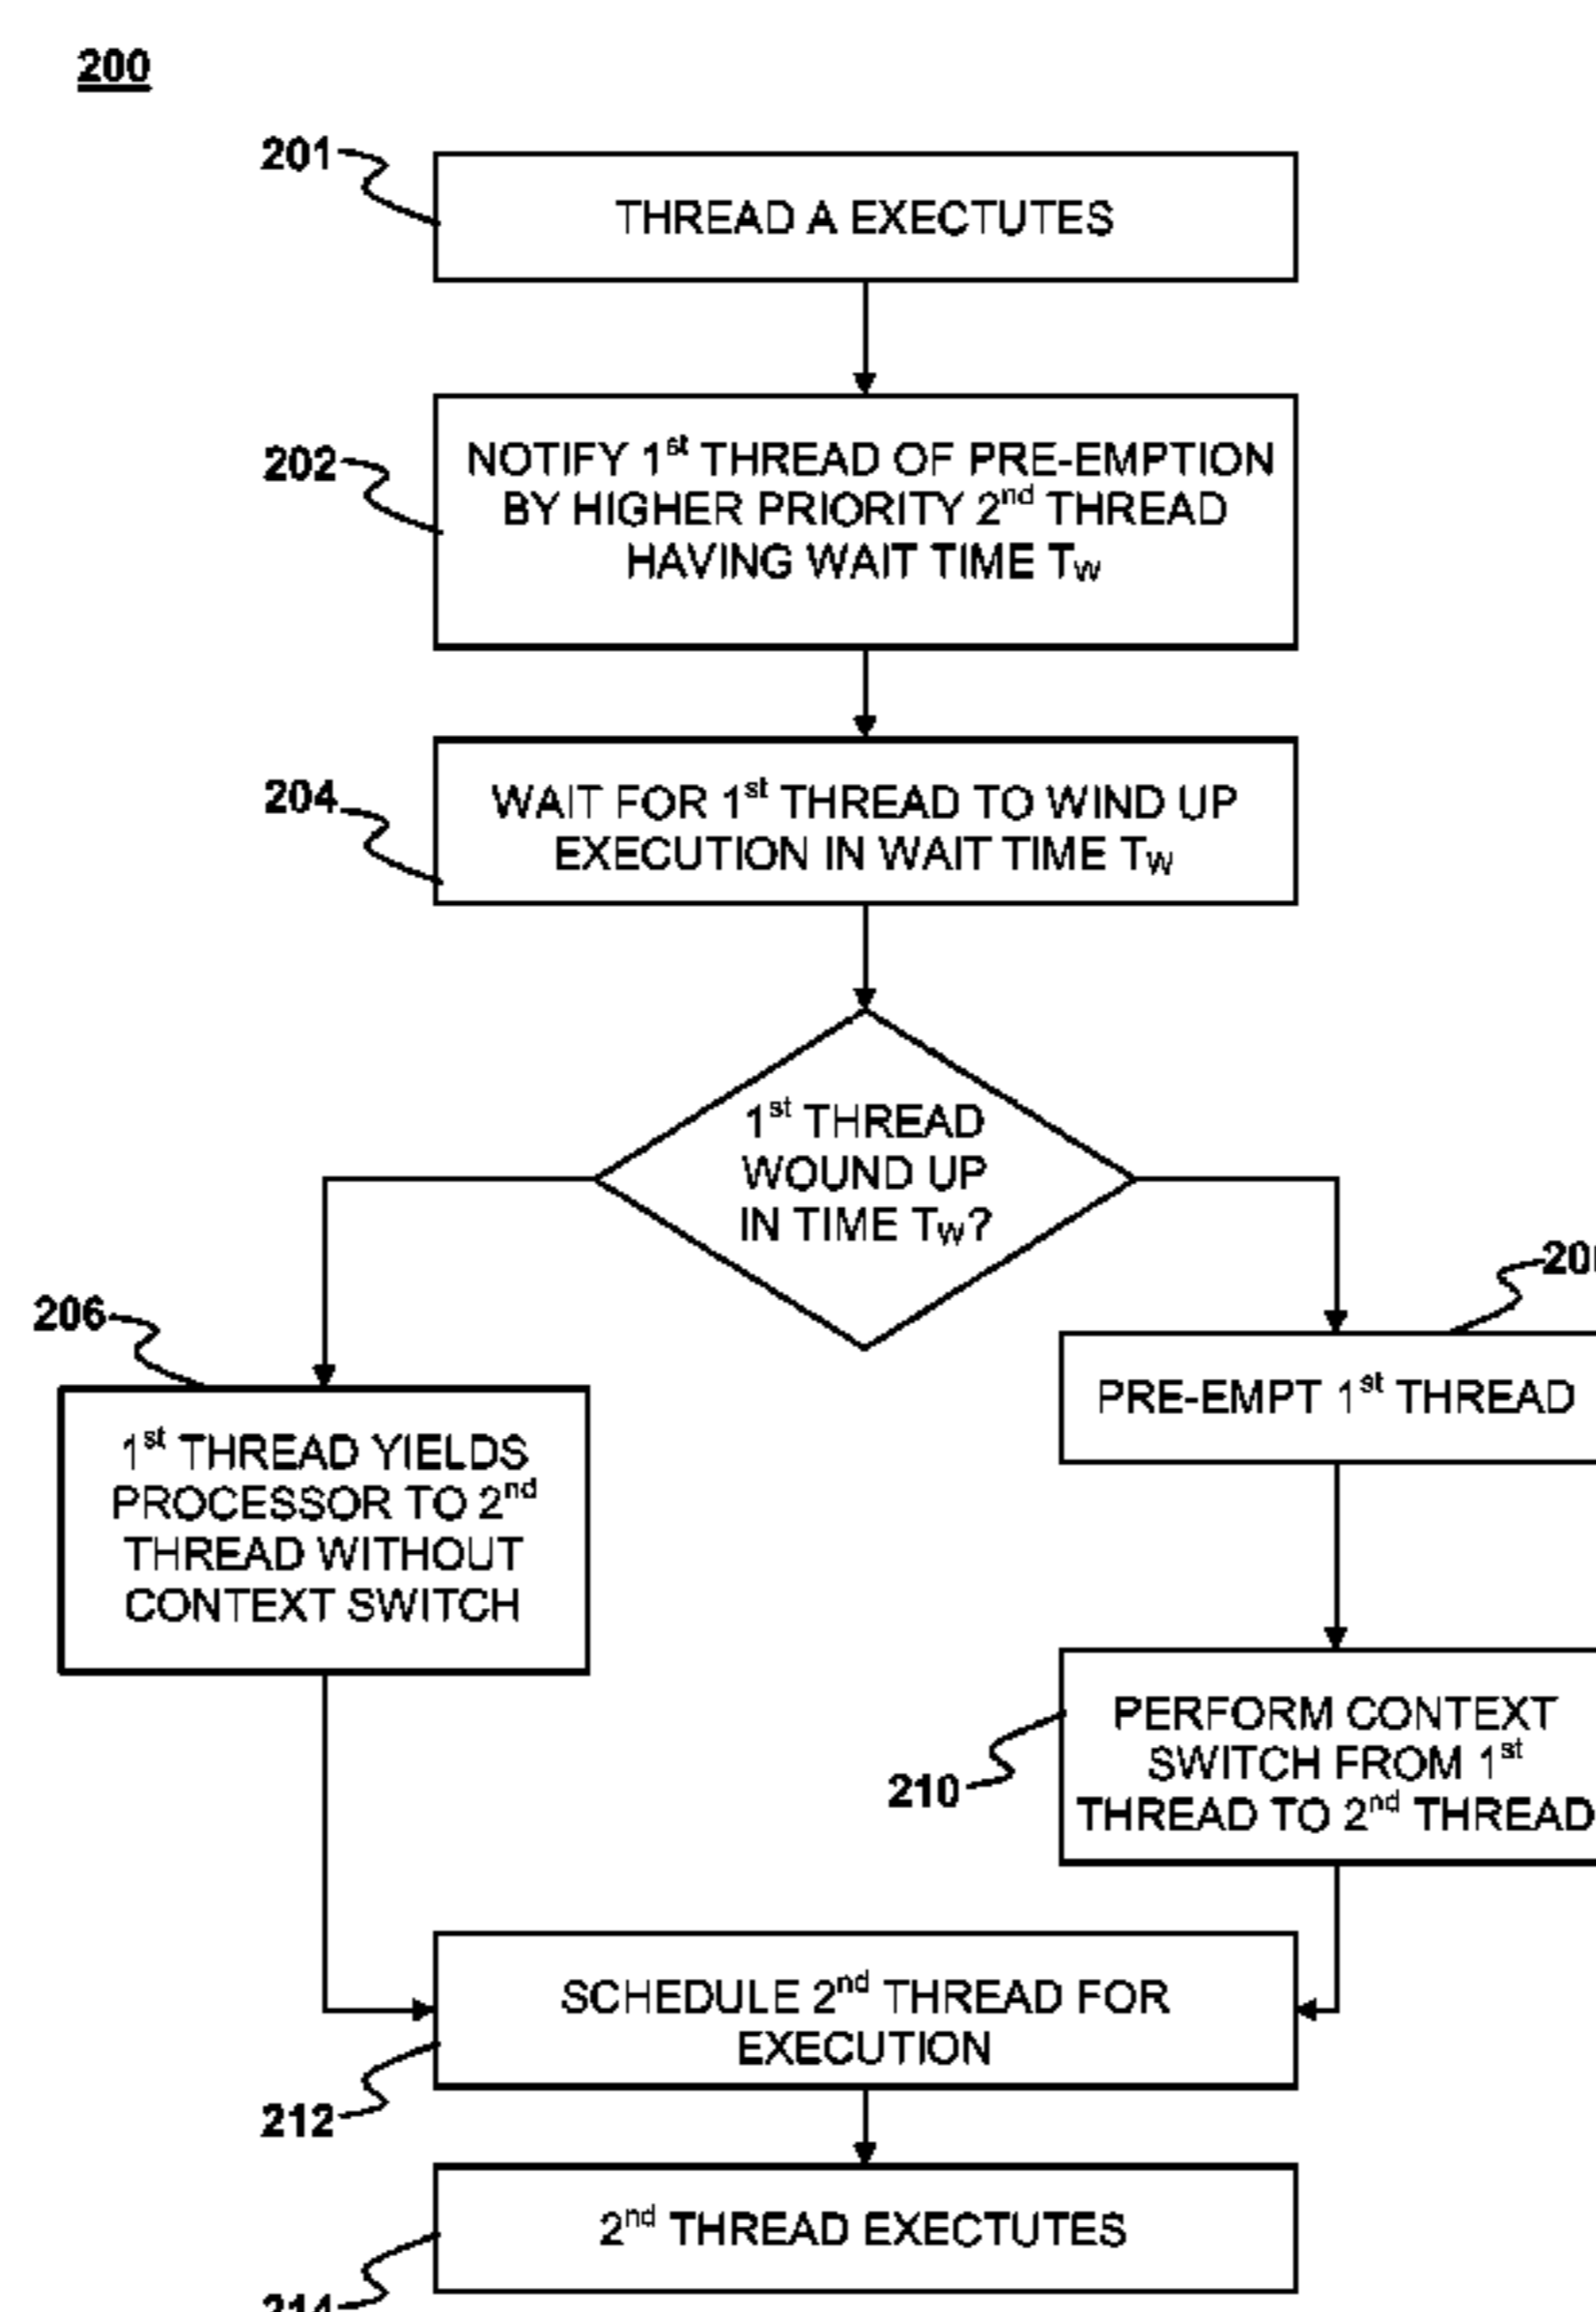 200
201
THREAD A EXECTUTES
202
NOTIFY 1st THREAD OF PRE-EMPTION
BY HIGHER PRIORITY 2nd THREAD
HAVING WAIT TIME TW
204
WAIT FOR 1st THREAD TO WIND UP
EXECUTION IN WAIT TIME TW
1st THREAD
WOUND UP
IN TIME TW?
206
1st THREAD YIELDS
PROCESSOR TO 2nd
THREAD WITHOUT
CONTEXT SWITCH
PRE-EMPT 1st THREAD
210
PERFORM CONTEXT
SWITCH FROM 1st
THREAD TO 2nd THREAD
SCHEDULE 2nd THREAD FOR
EXECUTION
212
2nd THREAD EXECTUTES
214